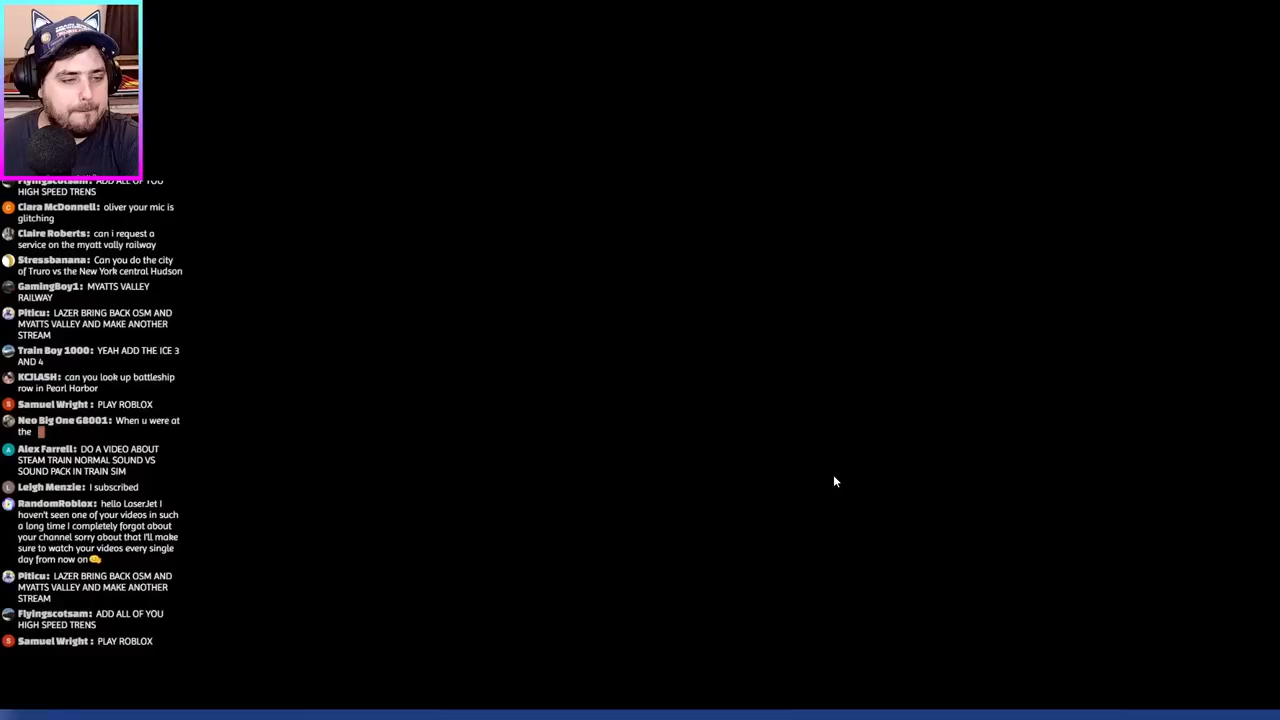 Flyingscotsam: ADD ALL OF YOU
HIGH SPEED TRENS
Ciara McDonnell: oliver your mic is
glitching
Claire Roberts: can i request a
service on the myatt vally railway
Stressbanana: Can you do the city
of Truro vs the New York central Hudson
GamingBoy1: MYATTS VALLEY
RAILWAY
Piticu: LAZER BRING BACK OSM AND
MYATTS VALLEY AND MAKE ANOTHER
STREAM
Train Boy 1000: YEAH ADD THE ICE 3
AND 4
KCJLASH: can you look up battleship
row in Pearl Harbor
Samuel Wright: PLAY ROBLOX
Neo Big One G8001: When u were at
the
Alex Farrell: DO A VIDEO ABOUT
STEAM TRAIN NORMAL SOUND VS
SOUND PACK IN TRAIN SIM
Leigh Menzie: I subscribed
RandomRoblox: hello LaserJet I
haven't seen one of your videos in such
a long time I completely forgot about
your channel sorry about that I'll make
sure to watch your videos every single
day from now on
Piticu: LAZER BRING BACK OSM AND
MYATTS VALLEY AND MAKE ANOTHER
STREAM
Flyingscotsam: ADD ALL OF YOU
HIGH SPEED TRENS
Samuel Wright: PLAY ROBLOX